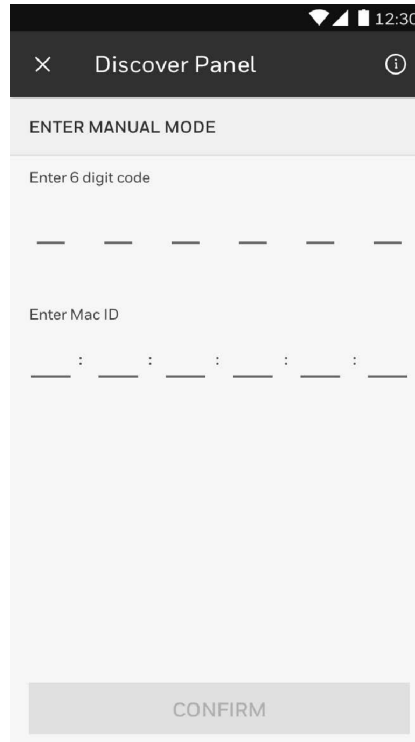 12:30
Discover Panel
ENTER MANUAL MODE
Enter 6 digit code
Enter Mac ID
: : : : :
CONFIRM